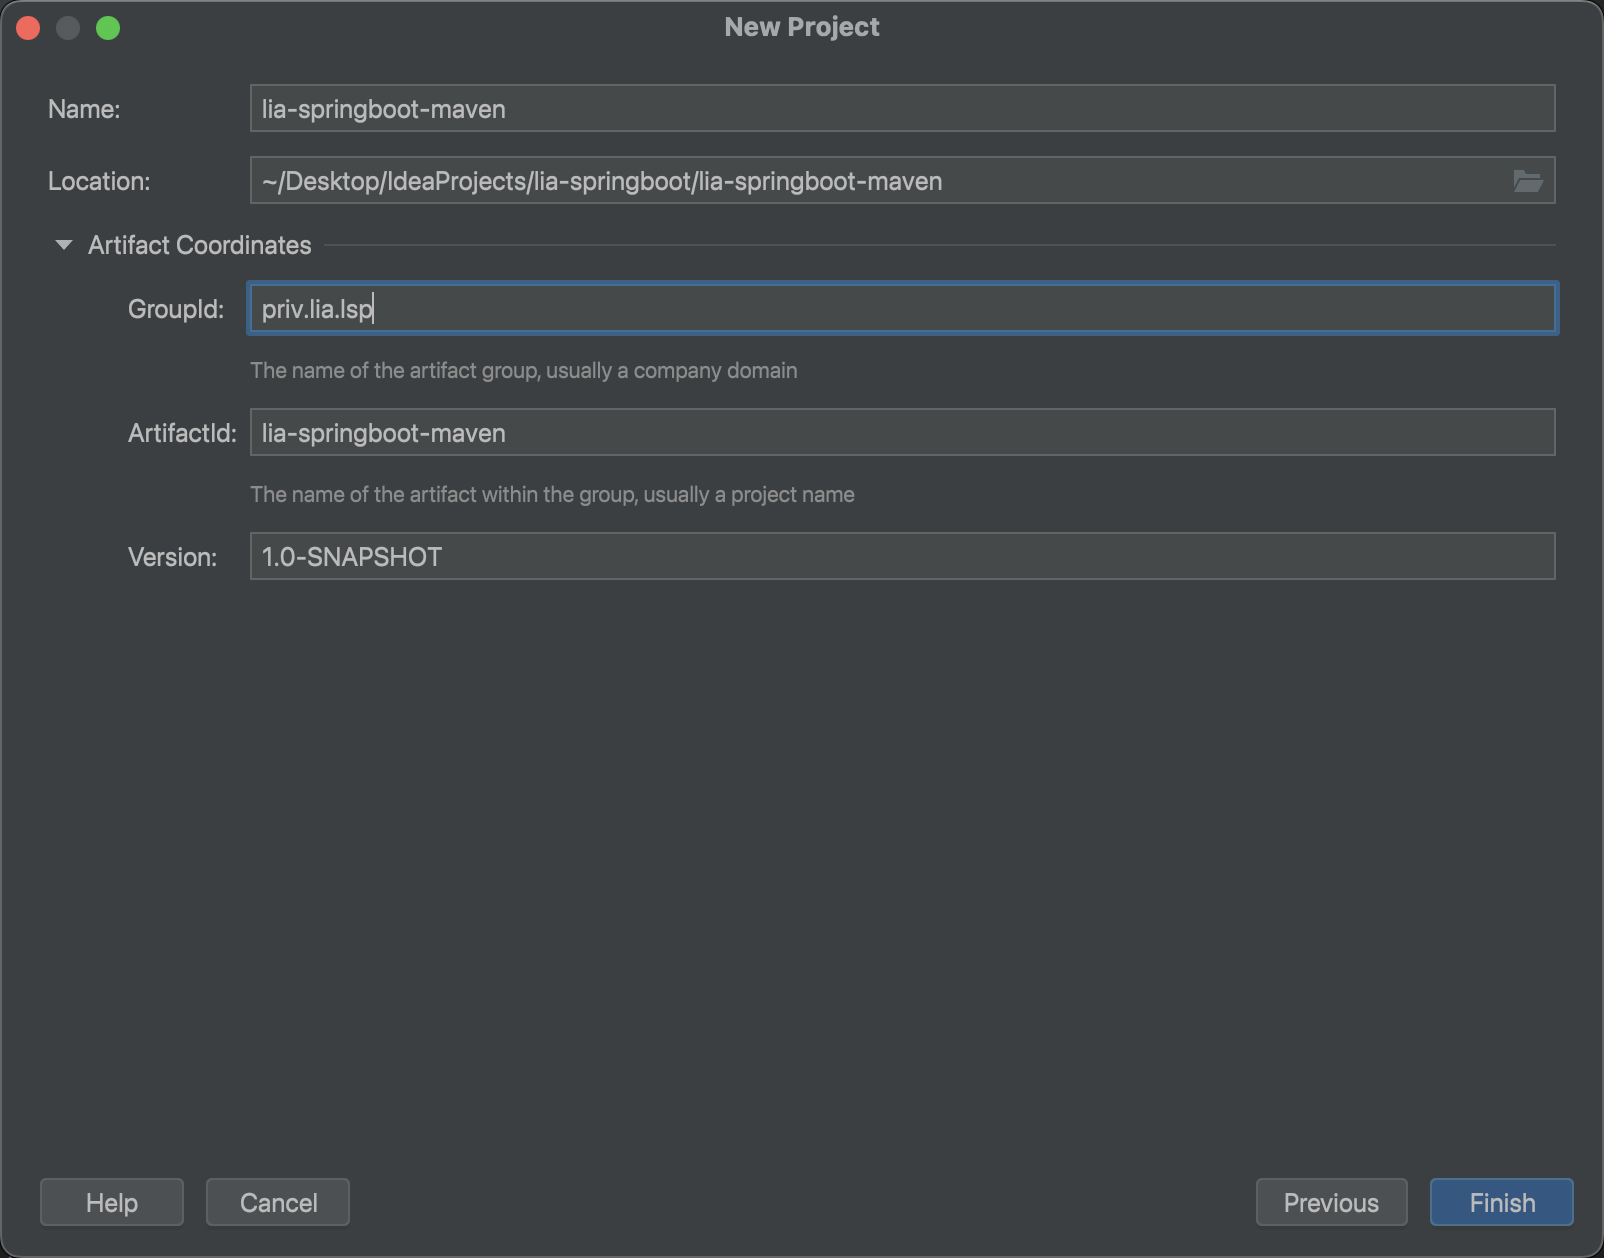 New Project
Name: lia-springboot-maven
Location: ~/Desktop/IdeaProjects/lia-springboot/lia-springboot-maven
Artifact Coordinates
GroupId: priv.lia.lsp
The name of the artifact group, usually a company domain
ArtifactId: lia-springboot-maven
The name of the artifact within the group, usually a project name
Version: 1.0-SNAPSHOT
Help Cancel Previous Finish